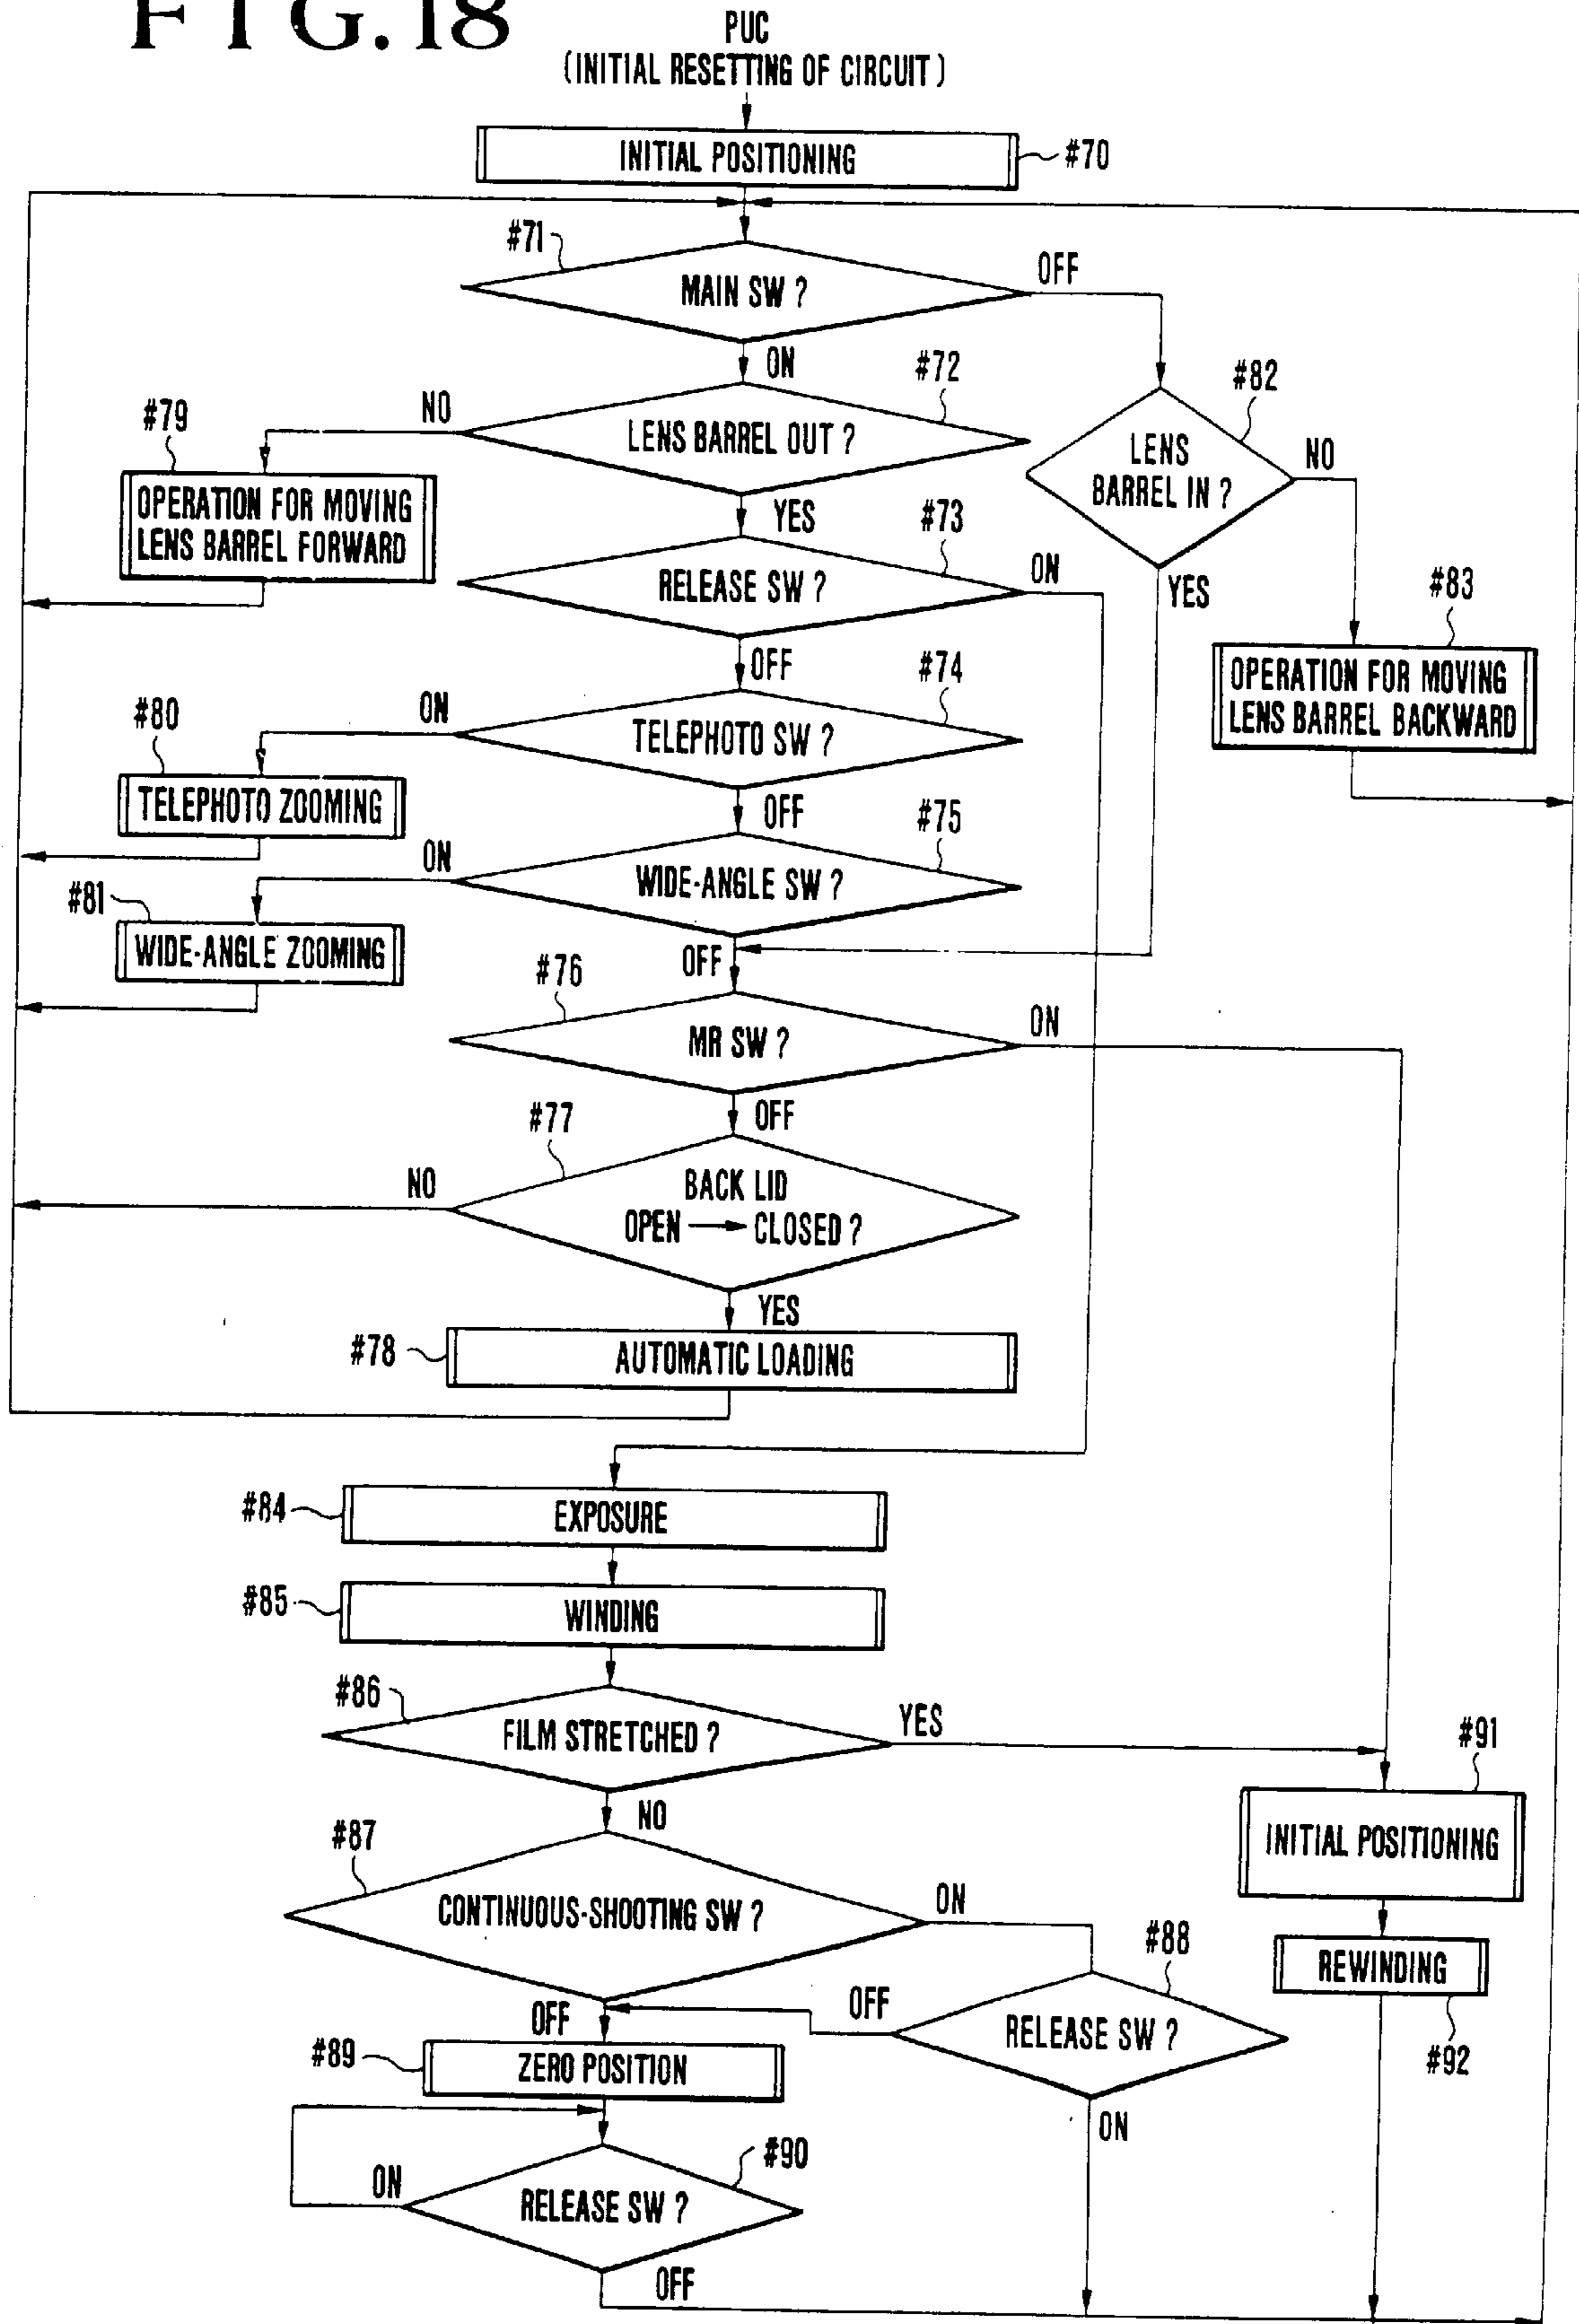 FIG. 18
PUC
(INITIAL RESETTING OF CIRCUIT)
INITIAL POSITIONING
#70
#71
MAIN SW ?
OFF
ON
#72
#82
#79
NO
LENS BARREL OUT ?
LENS
BARREL IN ?
NO
OPERATION FOR MOVING
LENS BARREL FORWARD
YES
#73
RELEASE SW ?
ON
YES
#83
OFF
#74
OPERATION FOR MOVING
LENS BARREL BACKWARD
#80
ON
TELEPHOTO SW ?
TELEPHOTO ZOOMING
OFF
#75
ON
WIDE-ANGLE SW ?
#81
WIDE-ANGLE ZOOMING
OFF
#76
MR SW ?
ON
OFF
#77
NO
BACK LID
OPEN → CLOSED ?
YES
#78
AUTOMATIC LOADING
#84
EXPOSURE
#85
WINDING
#86
FILM STRETCHED ?
YES
#91
NO
INITIAL POSITIONING
#87
CONTINUOUS-SHOOTING SW ?
ON
#88
REWINDING
#92
OFF
OFF
RELEASE SW ?
#89
ZERO POSITION
ON
#90
ON
RELEASE SW ?
OFF